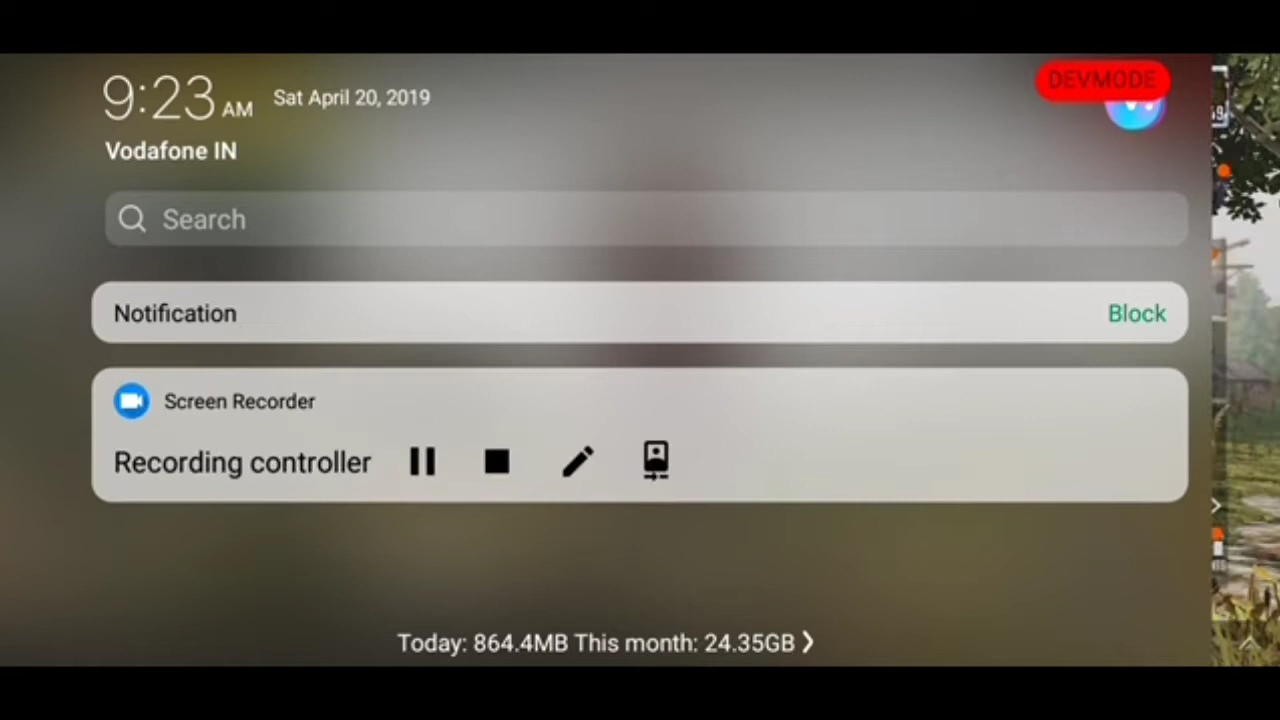 9:23 AM Sat April 20, 2019
DEVMODE
Vodafone IN
Search
Notification
Block
Screen Recorder
Recording controller
Today: 864.4MB This month: 24.35GB ❯